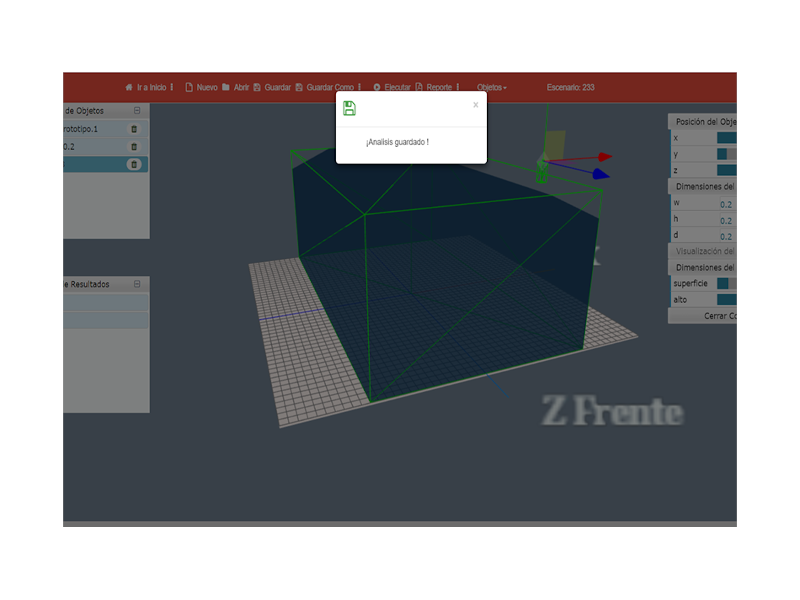 Ir a Inicio Nuevo Abrir Guardar Guardar Como Ejecutar Reporte Objetos Escenario: 233
¡Analisis guardado !
x
de Objetos
rototipo.1
0.2
de Resultados
Posición del Obje
x
y
z
Dimensiones del
w 0.2
h 0.2
d 0.2
Visualización del
Dimensiones del
superficie
alto
Cerrar Co
Z Frente